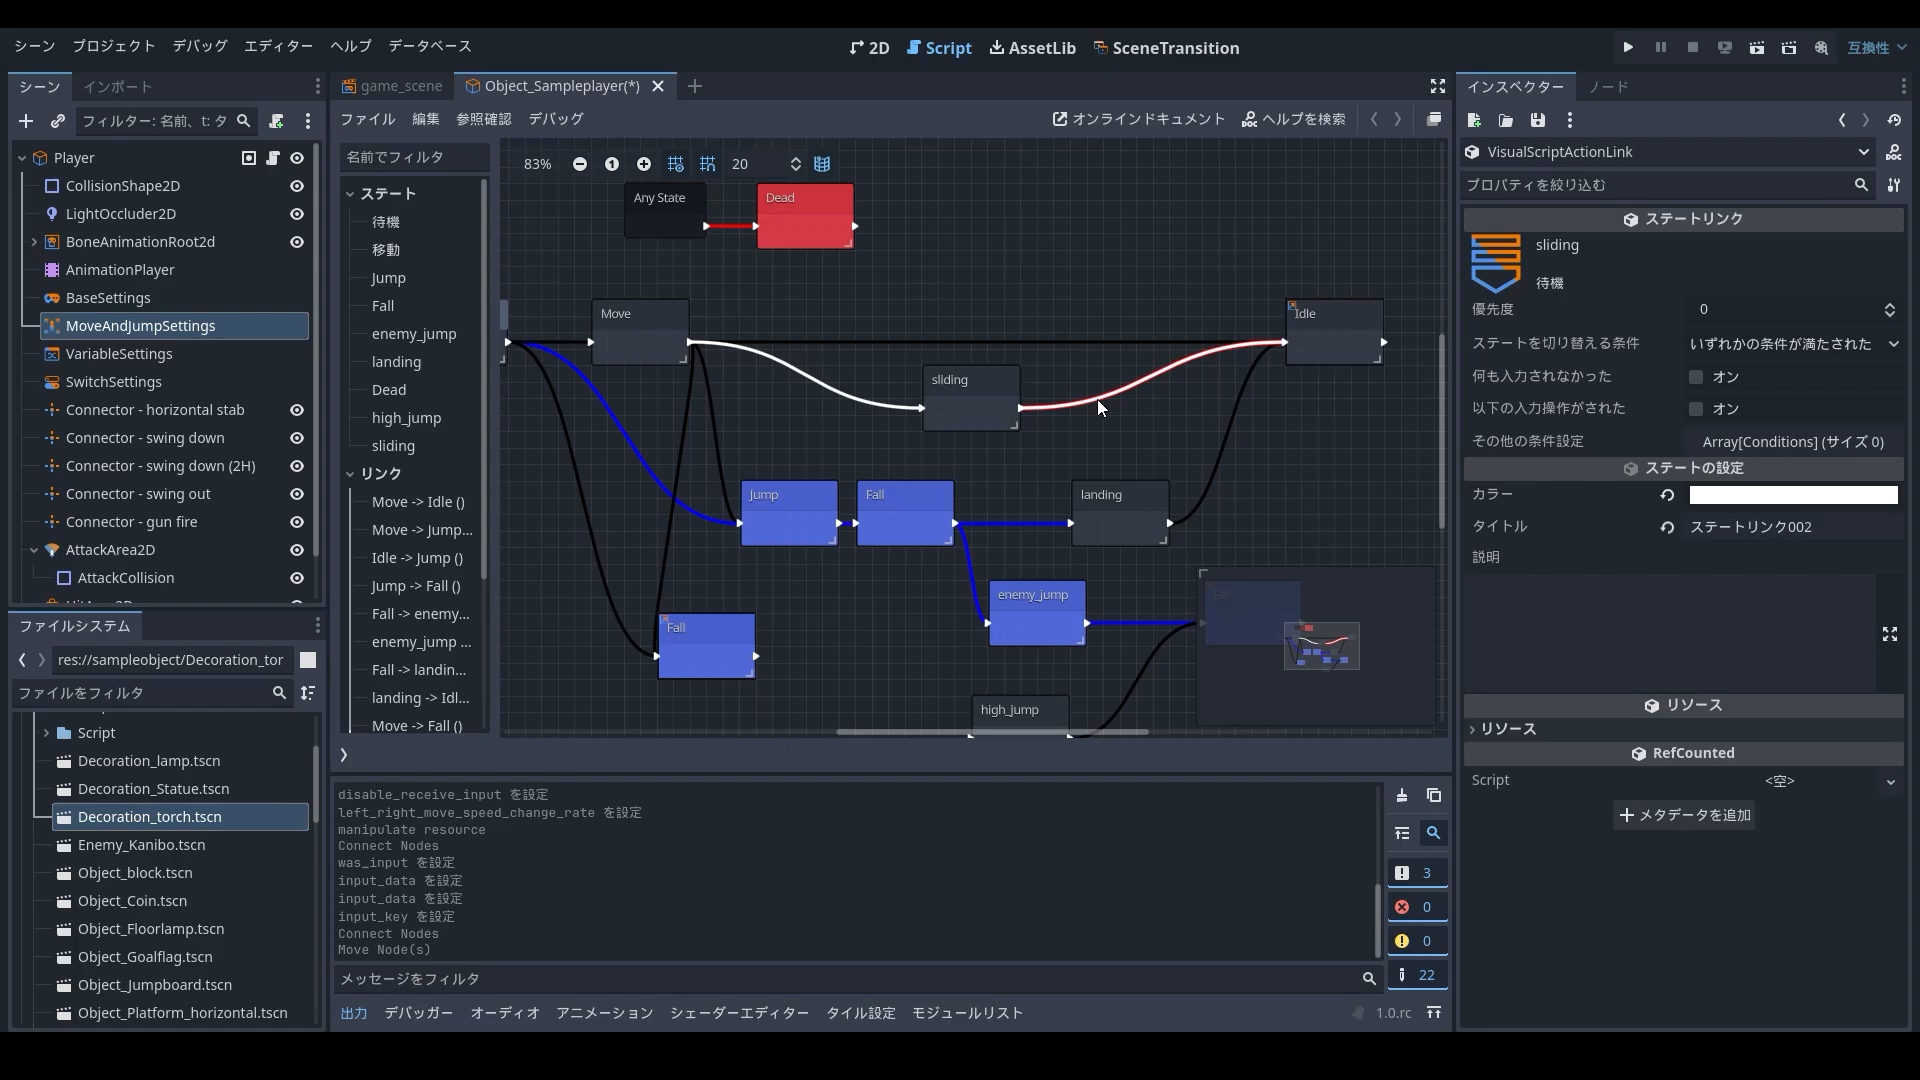 シーン プロジェクト デバッグ エディター ヘルプ データベース
2D Script AssetLib SceneTransition
互換性
シーン インポート
フィルター: 名前、t: タ
Player
CollisionShape2D
LightOccluder2D
BoneAnimationRoot2d
AnimationPlayer
BaseSettings
MoveAndJumpSettings
VariableSettings
SwitchSettings
Connector - horizontal stab
Connector - swing down
Connector - swing down (2H)
Connector - swing out
Connector - gun fire
AttackArea2D
AttackCollision
ファイルシステム
res://sampleobject/Decoration_tor
ファイルをフィルタ
Script
Decoration_lamp.tscn
Decoration_Statue.tscn
Decoration_torch.tscn
Enemy_Kanibo.tscn
Object_block.tscn
Object_Coin.tscn
Object_Floorlamp.tscn
Object_Goalflag.tscn
Object_Jumpboard.tscn
Object_Platform_horizontal.tscn
game_scene Object_Sampleplayer(*)
ファイル 編集 参照確認 デバッグ
オンラインドキュメント ヘルプを検索
名前でフィルタ
ステート
待機
移動
Jump
Fall
enemy_jump
landing
Dead
high_jump
sliding
リンク
Move -> Idle ()
Move -> Jump...
Idle -> Jump ()
Jump -> Fall ()
Fall -> enemy...
enemy_jump ...
Fall -> landin...
landing -> Idl...
Move -> Fall ()
83% 20
Any State
Dead
Move
Idle
sliding
Jump
Fall
landing
enemy_jump
Fall
Fall
high_jump
disable_receive_input を設定
left_right_move_speed_change_rate を設定
manipulate resource
Connect Nodes
was_input を設定
input_data を設定
input_data を設定
input_key を設定
Connect Nodes
Move Node(s)
メッセージをフィルタ
3
0
0
22
出力 デバッガー オーディオ アニメーション シェーダーエディター タイル設定 モジュールリスト
1.0.rc
インスペクター ノード
VisualScriptActionLink
プロパティを絞り込む
ステートリンク
sliding
待機
優先度 0
ステートを切り替える条件 いずれかの条件が満たされた
何も入力されなかった オン
以下の入力操作がされた オン
その他の条件設定 Array[Conditions] (サイズ 0)
ステートの設定
カラー
タイトル ステートリンク002
説明
リソース
リソース
RefCounted
Script <空>
メタデータを追加